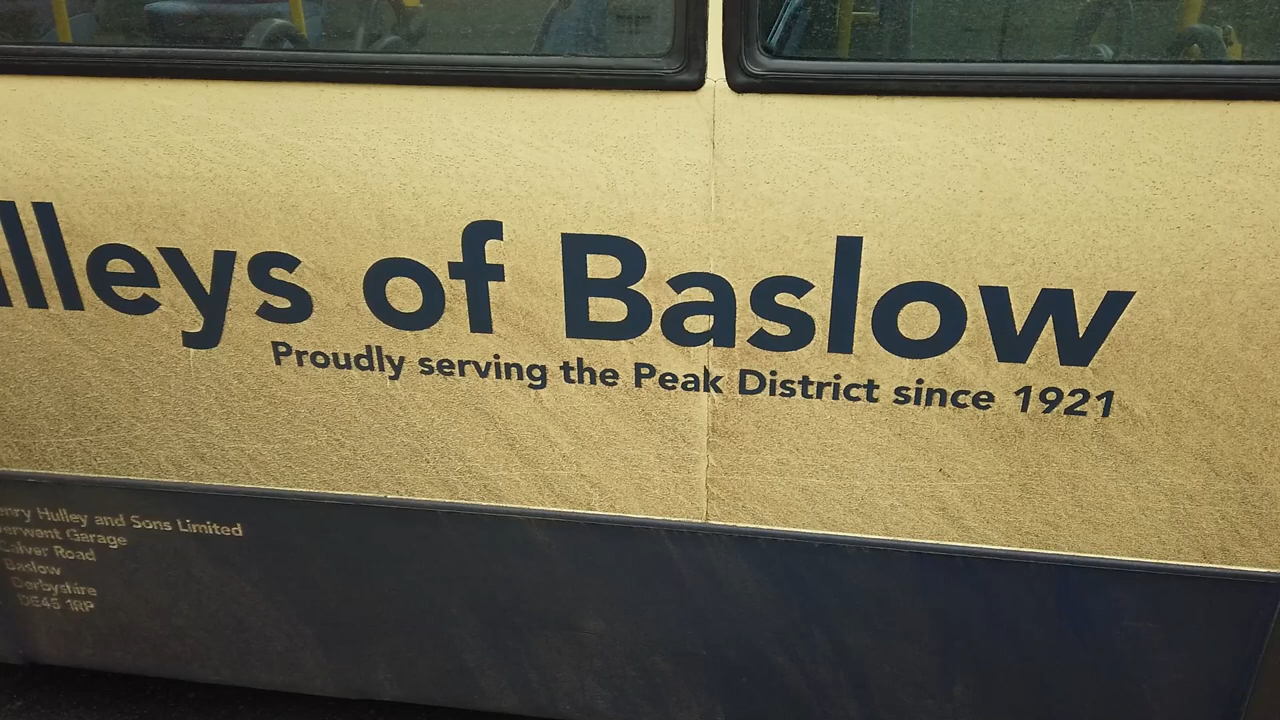 ulleys of Baslow
Proudly serving the Peak District since 1921
enry Hulley and Sons Limited
erwent Garage
Calver Road
Baslow
Derbyshire
DE45 1RP